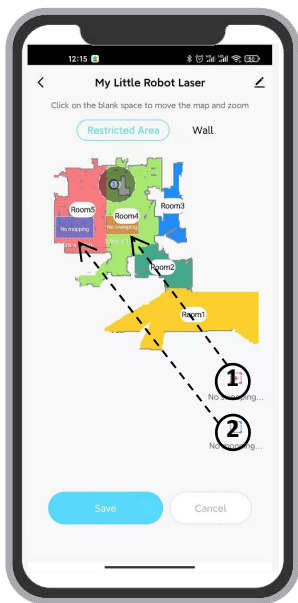 12:15
My Little Robot Laser
Click on the blank space to move the map and zoom
Restricted Area
Wall
Room5
Room4
Room3
No mopping
No sweeping
Room2
Room1
1
No sweeping...
2
No mopping...
Save
Cancel